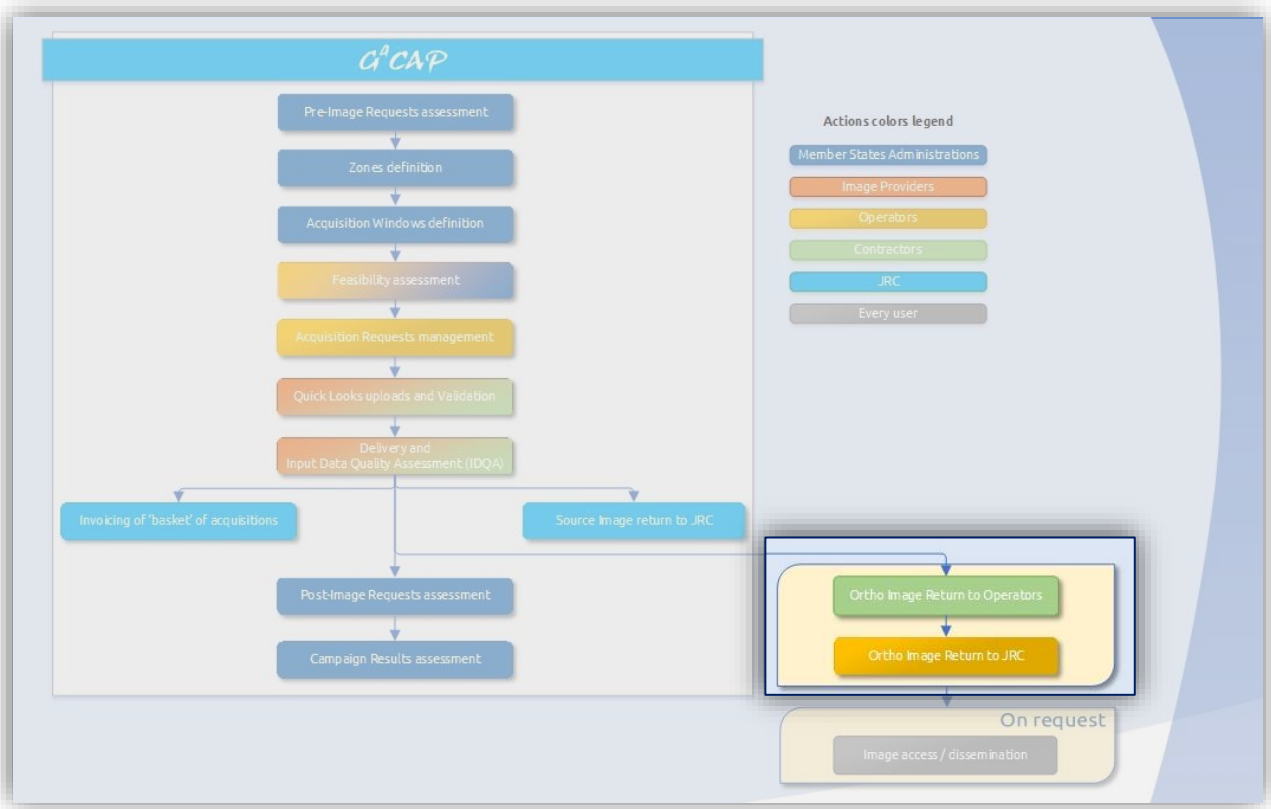 G⁴CAP
Pre-Image Requests assessment
Zones definition
Acquisition Windows definition
Feasibility assessment
Acquisition Requests management
Quick Looks uploads and Validation
Delivery and
Input Data Quality Assessment (IDQA)
Invoicing of ‘basket’ of acquisitions
Source Image return to JRC
Post-Image Requests assessment
Campaign Results assessment
Actions colors legend
Member States Administrations
Image Providers
Operators
Contractors
JRC
Every user
Ortho Image Return to Operators
Ortho Image Return to JRC
On request
Image access / dissemination